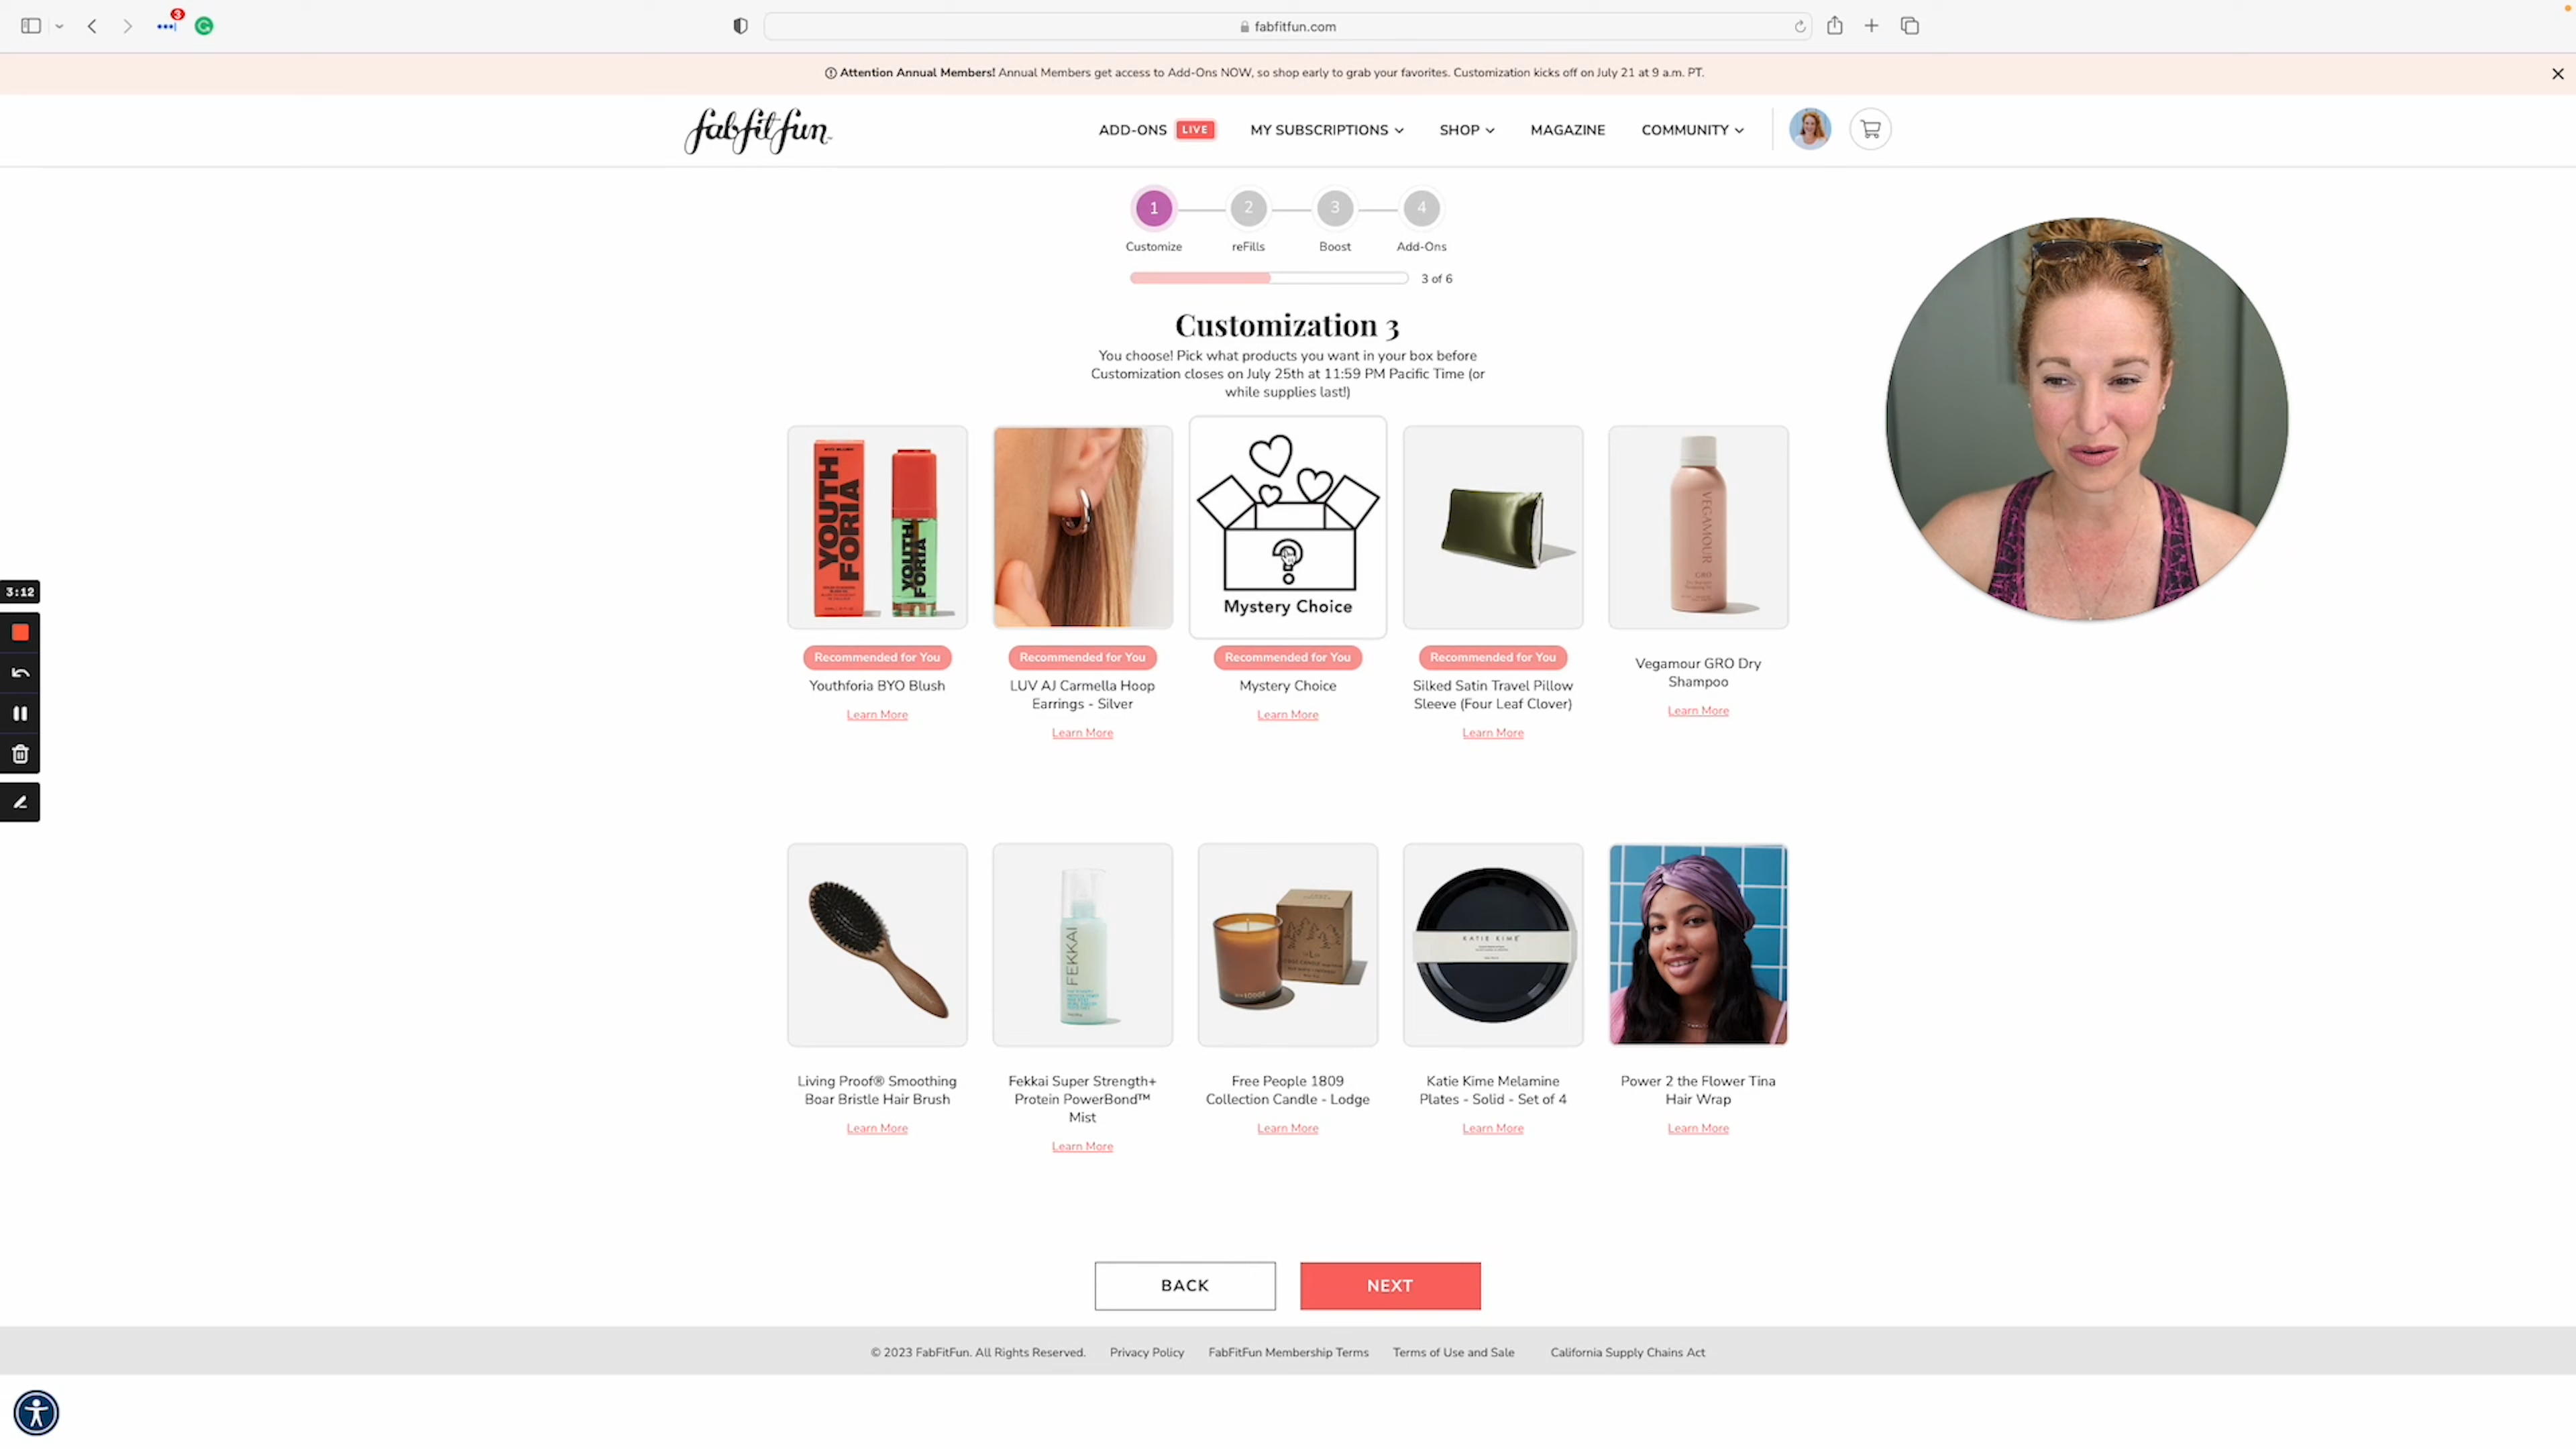 3
fabfitfun.com
Attention Annual Members! Annual Members get access to Add-Ons NOW, so shop early to grab your favorites. Customization kicks off on July 21 at 9 a.m. PT.
fabfitfun
ADD-ONS LIVE MY SUBSCRIPTIONS SHOP MAGAZINE COMMUNITY
1 2 3 4
Customize reFills Boost Add-Ons
3 of 6
Customization 3
You choose! Pick what products you want in your box before
Customization closes on July 25th at 11:59 PM Pacific Time (or
while supplies last!)
YOUTH
FORIA
YOUTH
FORIA
?
Mystery Choice
VEGAMOUR
GRO
3:12
Recommended for You
Youthforia BYO Blush
Learn More
Recommended for You
LUV AJ Carmella Hoop
Earrings - Silver
Learn More
Recommended for You
Mystery Choice
Learn More
Recommended for You
Silked Satin Travel Pillow
Sleeve (Four Leaf Clover)
Learn More
Vegamour GRO Dry
Shampoo
Learn More
FEKKAI
LODGE
KATIE KIME
Living Proof® Smoothing
Boar Bristle Hair Brush
Learn More
Fekkai Super Strength+
Protein PowerBond™
Mist
Learn More
Free People 1809
Collection Candle - Lodge
Learn More
Katie Kime Melamine
Plates - Solid - Set of 4
Learn More
Power 2 the Flower Tina
Hair Wrap
Learn More
BACK NEXT
© 2023 FabFitFun. All Rights Reserved. Privacy Policy FabFitFun Membership Terms Terms of Use and Sale California Supply Chains Act